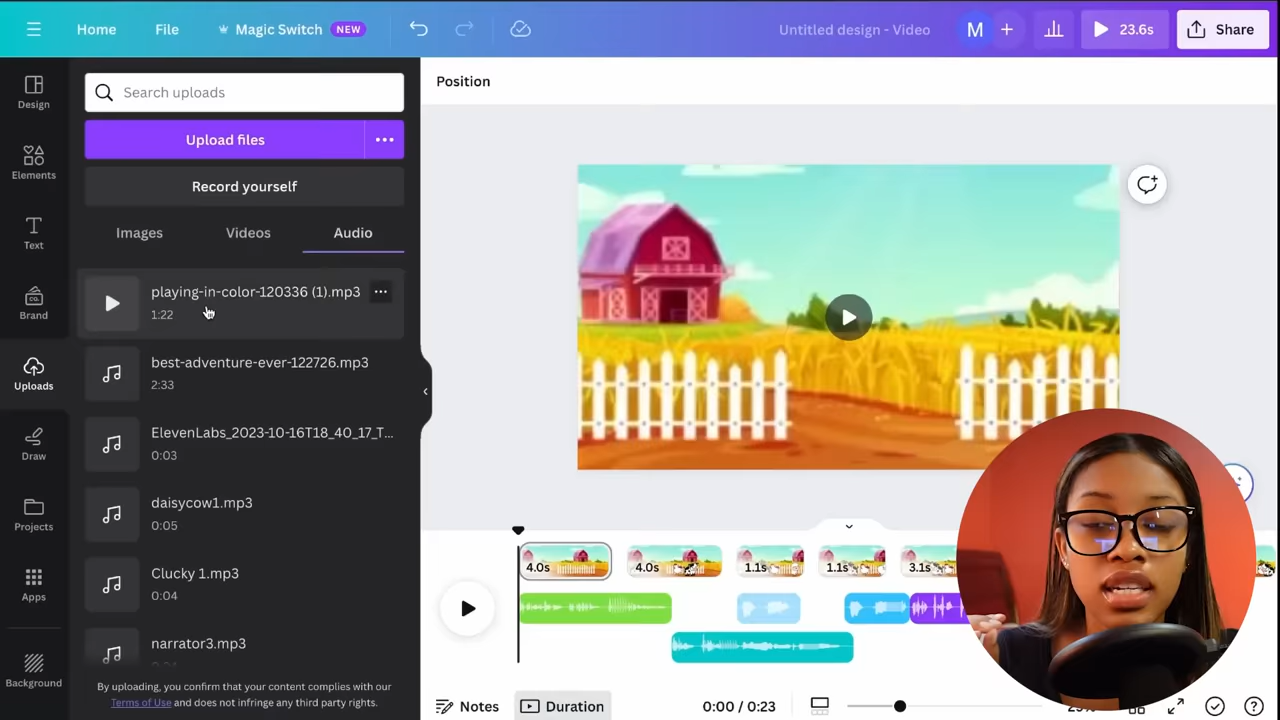 Home
File
Magic Switch NEW
Untitled design - Video
M
23.6s
Share
Design
Elements
Text
CO.
Brand
Uploads
Draw
Projects
Apps
Background
Search uploads
Upload files
Record yourself
Images
Videos
Audio
playing-in-color-120336 (1).mp3
1:22
best-adventure-ever-122726.mp3
2:33
ElevenLabs_2023-10-16T18_40_17_T...
0:03
daisycow1.mp3
0:05
Clucky 1.mp3
0:04
narrator3.mp3
By uploading, you confirm that your content complies with our
Terms of Use and does not infringe any third party rights.
Position
4.0s
4.0s
1.1s
1.1s
3.1s
Notes
Duration
0:00 / 0:23